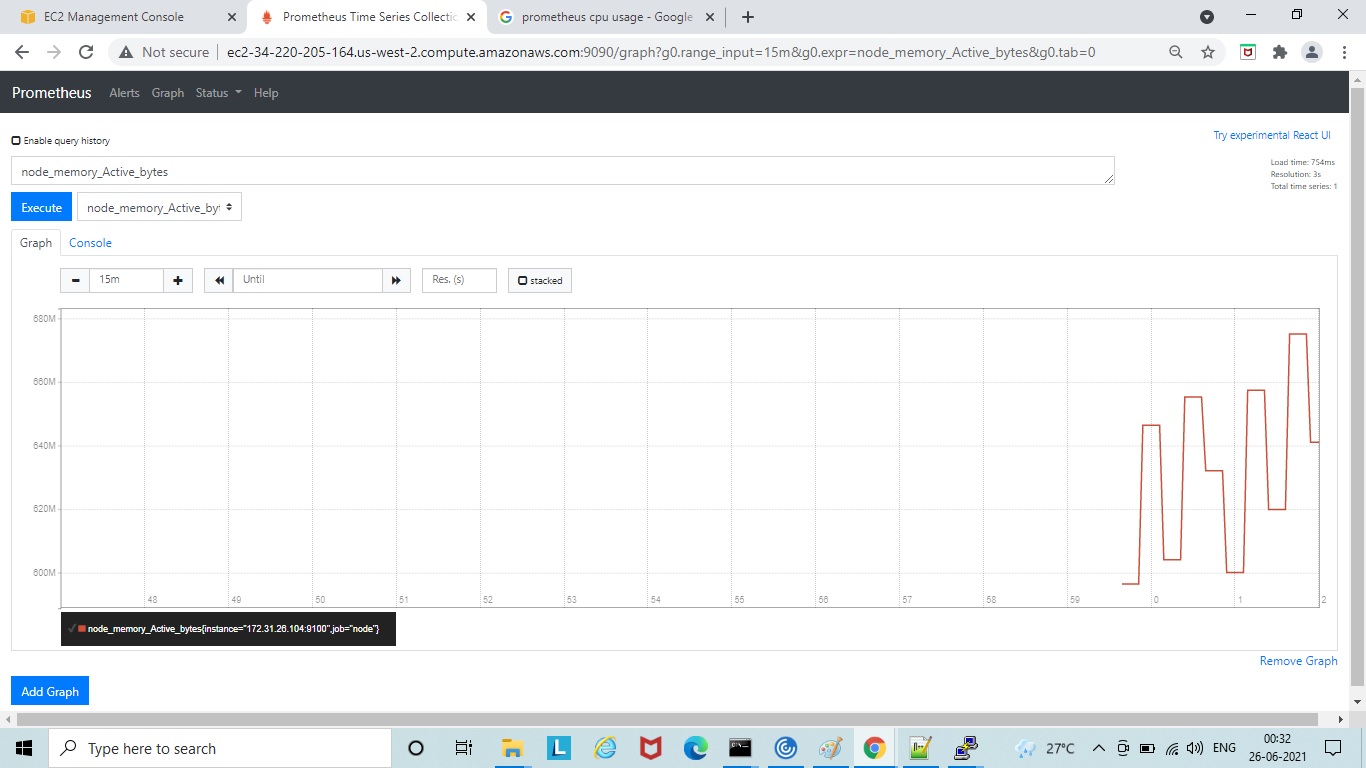 EC2 Management Console
Prometheus Time Series Collectic
prometheus cpu usage - Google
Not secure
ec2-34-220-205-164.us-west-2.compute.amazonaws.com:9090/graph?g0.range_input=15m&g0.expr=node_memory_Active_bytes&g0.tab=0
Prometheus Alerts Graph Status Help
Enable query history
Try experimental React UI
node_memory_Active_bytes
Load time: 754ms
Resolution: 3s
Total time series: 1
Execute
node_memory_Active_byt
Graph Console
15m
Until
Res. (s)
stacked
680M
660M
640M
620M
600M
48 49 50 51 52 53 54 55 56 57 58 59 0 1 2
node_memory_Active_bytes{instance="172.31.26.104:9100",job="node"}
Remove Graph
Add Graph
Type here to search
L
27°C
ENG
00:32
26-06-2021